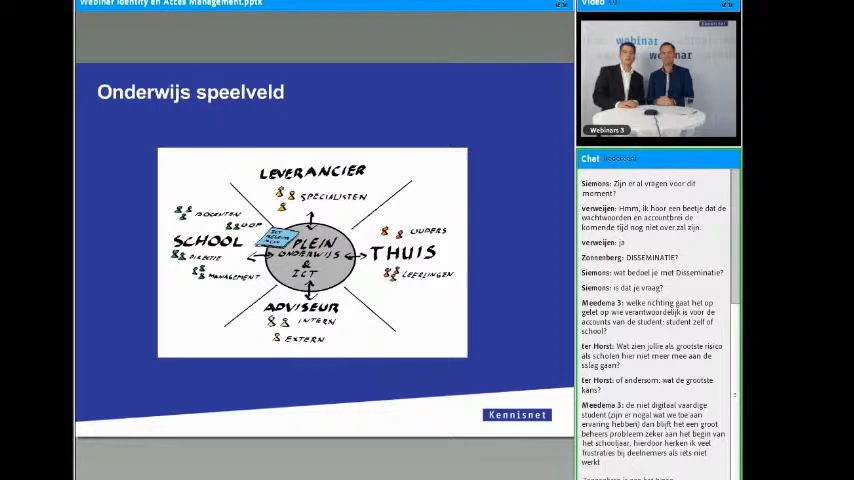 Webinar Identity en Acces Management.pptx
Onderwijs speelveld
LEVERANCIER
SPECIALISTEN
DOCENTEN
OOP
SCHOOL
DIRECTIE
MANAGEMENT
PLEIN
ONDERWIJS
&
ICT
OUDERS
THUIS
LEERLINGEN
ADVISEUR
INTERN
EXTERN
Kennisnet
Video
Kennisnet
webinar
Webinars 3
Chat
Siemons: Zijn er al vragen voor dit
moment?
verweijen: Hmm, ik hoor een beetje dat de
wachtwoorden en accountbrei de
komende tijd nog niet over zal zijn.
verweijen: ja
Zonnenberg: DISSEMINATIE?
Siemons: wat bedoel je met Disseminatie?
Siemons: is dat je vraag?
Meedema 3: welke richting gaat het op
gelet op wie verantwoordelijk is voor de
accounts van de student: student zelf of
school?
ter Horst: Wat zien jullie als grootste risico
als scholen hier niet meer mee aan de
sslag gaan?
ter Horst: of andersom: wat de grootste
kans?
Meedema 3: de niet digitaal vaardige
student (zijn er nogal wat we toe aan
ervaring hebben) dan blijft het een groot
beheers probleem zeker aan het begin van
het schooljaar. hierdoor herken ik veel
frustraties bij deelnemers als iets niet
werkt